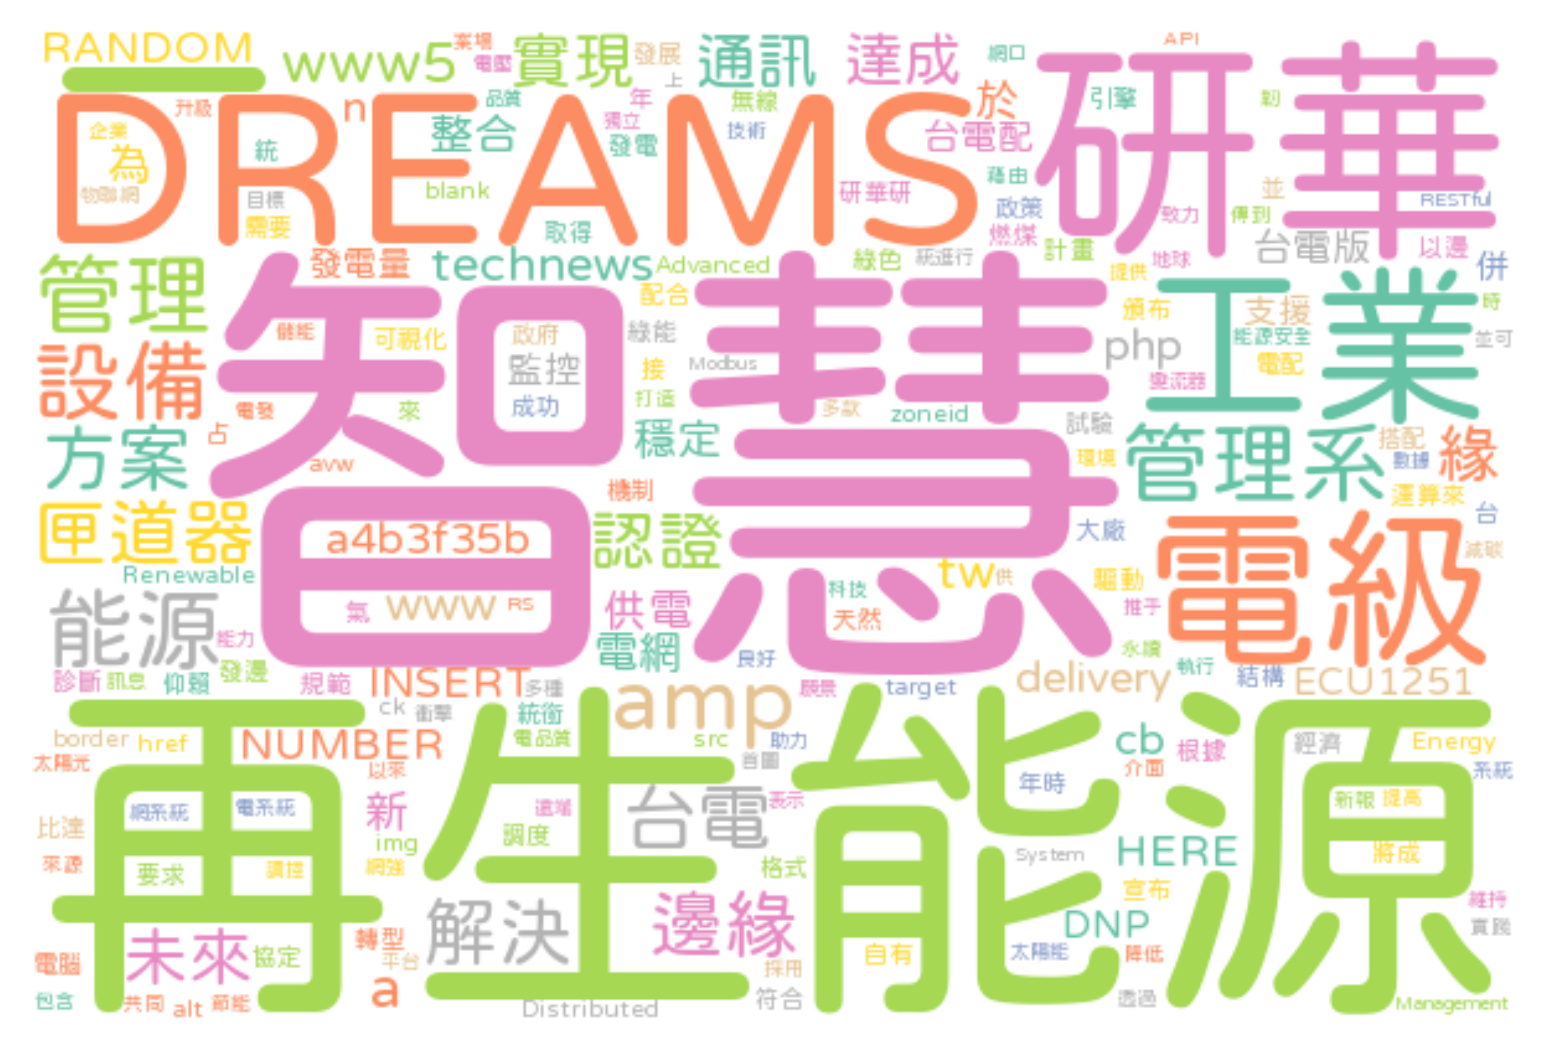 RANDOM
www5
案場
電壓
實現
發展
上
通訊
達成
網口
API
研華
DREAMS
升級
n
品質
年
無線
於
引擎
韌
企業
為
統
整合
獨立
發電
技術
台電配
物聯網
目標
需要
blank
取得
研華研
藉由
政策
燃煤
計畫
並
致力
傳到
RESTful
台電版
以邊
併
管理
發電量
technews
Advanced
綠色
統進行
提供
地球
智慧
配合
頒布
工業
支援
時
並可
儲能
可視化
政府
監控
綠能
接
Modbus
php
能源安全
電配
變流器
設備
電發
來
成功
打造
多款
zoneid
試驗
方案
占
avw
穩定
環境
管理系
搭配
數據
緣
機制
運算來
台
匣道器
a4b3f35b
認證
大廠
電級
減碳
Renewable
氣
www
RS
供電
tw
供
科技
天然
驅動
推手
能源
能力
電網
良好
永續
診斷
訊息
仰賴
發邊
規範
INSERT
多種
amp
願景
target
delivery
執行
結構
ECU1251
再生能源
ck
衝擊
統銜
border
href
NUMBER
電品質
src
助力
cb
根據
經濟
Energy
太陽光
以來
首圖
介面
系統
網系統
電系統
新
遠端
台電
表示
年時
新報
提高
比達
img
調度
HERE
來源
要求
調控
網強
格式
System
將成
解決
邊緣
宣布
DNP
維持
實踐
電腦
未來
協定
轉型
平台
採用
自有
太陽能
降低
包含
共同
alt
節能
a
Distributed
符合
透過
Management